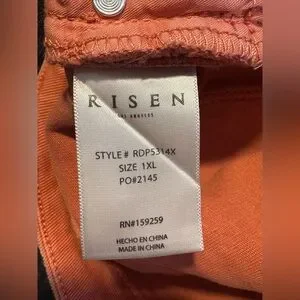 RISEN
LOS ANGELES
STYLE# RDP5314X
SIZE 1XL
PO#2145
RN#159259
HECHO EN CHINA
MADE IN CHINA